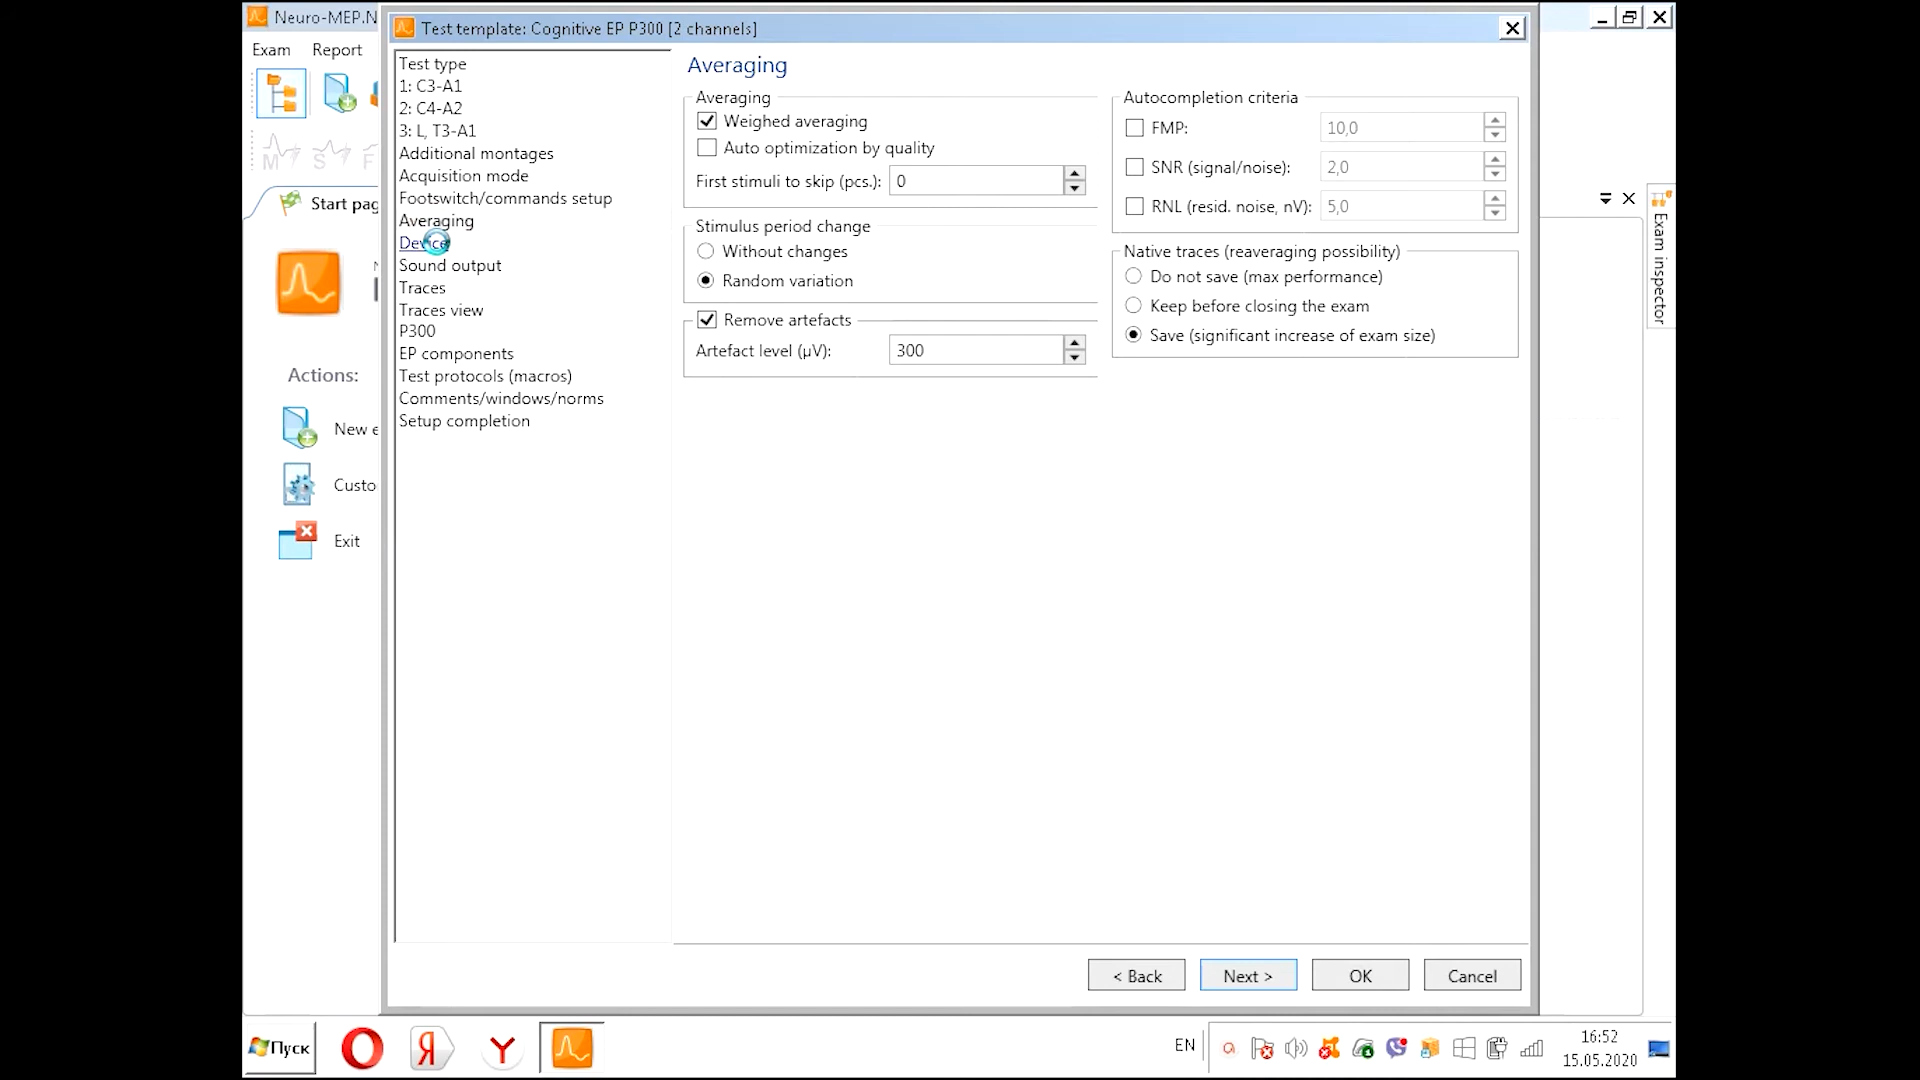 Neuro-MEP.N
Exam Report
Start pag
Actions:
New e
Custo
Exit
Test template: Cognitive EP P300 [2 channels]
Test type
1: C3-A1
2: C4-A2
3: L, T3-A1
Additional montages
Acquisition mode
Footswitch/commands setup
Averaging
Device
Sound output
Traces
Traces view
P300
EP components
Test protocols (macros)
Comments/windows/norms
Setup completion
Averaging
Averaging
Weighed averaging
Auto optimization by quality
First stimuli to skip (pcs.): 0
Stimulus period change
Without changes
Random variation
Remove artefacts
Artefact level (µV): 300
Autocompletion criteria
FMP: 10,0
SNR (signal/noise): 2,0
RNL (resid. noise, nV): 5,0
Native traces (reaveraging possibility)
Do not save (max performance)
Keep before closing the exam
Save (significant increase of exam size)
< Back Next > OK Cancel
Exam inspector
Пуск
EN
16:52
15.05.2020